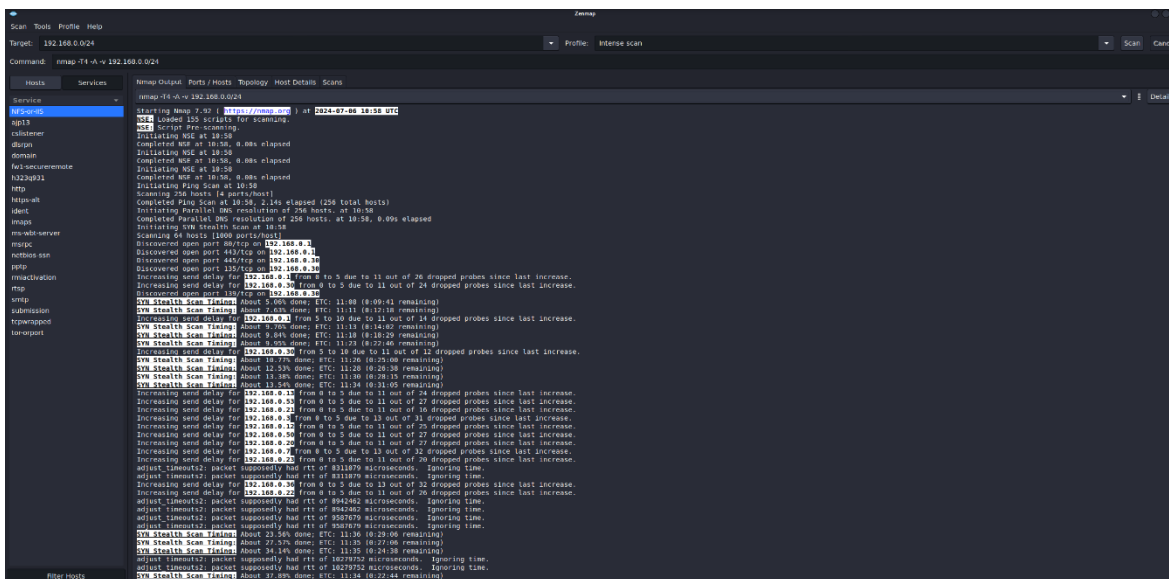 Zenmap
Scan Tools Profile Help
Target: 192.168.0.0/24 Profile: Intense scan Scan Canc
Command: nmap -T4 -A -v 192.168.0.0/24
Hosts Services
Nmap Output Ports / Hosts Topology Host Details Scans
Service
nmap -T4 -A -v 192.168.0.0/24 Detail
NFS-or-IIS
ajp13
cslistener
dlsrpn
domain
fw1-secureremote
h323q931
http
https-alt
ident
imaps
ms-wbt-server
msrpc
netbios-ssn
pptp
rmiactivation
rtsp
smtp
submission
tcpwrapped
tor-orport
Filter Hosts
Starting Nmap 7.92 ( https://nmap.org ) at 2024-07-06 10:58 UTC
NSE: Loaded 155 scripts for scanning.
NSE: Script Pre-scanning.
Initiating NSE at 10:58
Completed NSE at 10:58, 0.00s elapsed
Initiating NSE at 10:58
Completed NSE at 10:58, 0.00s elapsed
Initiating NSE at 10:58
Completed NSE at 10:58, 0.00s elapsed
Initiating Ping Scan at 10:58
Scanning 256 hosts [4 ports/host]
Completed Ping Scan at 10:58, 2.14s elapsed (256 total hosts)
Initiating Parallel DNS resolution of 256 hosts. at 10:58
Completed Parallel DNS resolution of 256 hosts. at 10:58, 0.09s elapsed
Initiating SYN Stealth Scan at 10:58
Scanning 64 hosts [1000 ports/host]
Discovered open port 80/tcp on 192.168.0.1
Discovered open port 443/tcp on 192.168.0.1
Discovered open port 445/tcp on 192.168.0.30
Discovered open port 135/tcp on 192.168.0.30
Increasing send delay for 192.168.0.1 from 0 to 5 due to 11 out of 26 dropped probes since last increase.
Increasing send delay for 192.168.0.30 from 0 to 5 due to 11 out of 24 dropped probes since last increase.
Discovered open port 139/tcp on 192.168.0.30
SYN Stealth Scan Timing: About 5.06% done; ETC: 11:08 (0:09:41 remaining)
SYN Stealth Scan Timing: About 7.63% done; ETC: 11:11 (0:12:18 remaining)
Increasing send delay for 192.168.0.1 from 5 to 10 due to 11 out of 14 dropped probes since last increase.
SYN Stealth Scan Timing: About 9.76% done; ETC: 11:13 (0:14:02 remaining)
SYN Stealth Scan Timing: About 9.84% done; ETC: 11:18 (0:18:29 remaining)
SYN Stealth Scan Timing: About 9.95% done; ETC: 11:23 (0:22:46 remaining)
Increasing send delay for 192.168.0.30 from 5 to 10 due to 11 out of 12 dropped probes since last increase.
SYN Stealth Scan Timing: About 10.77% done; ETC: 11:26 (0:25:00 remaining)
SYN Stealth Scan Timing: About 12.53% done; ETC: 11:28 (0:26:38 remaining)
SYN Stealth Scan Timing: About 13.38% done; ETC: 11:30 (0:28:15 remaining)
SYN Stealth Scan Timing: About 13.54% done; ETC: 11:34 (0:31:05 remaining)
Increasing send delay for 192.168.0.13 from 0 to 5 due to 11 out of 24 dropped probes since last increase.
Increasing send delay for 192.168.0.53 from 0 to 5 due to 11 out of 27 dropped probes since last increase.
Increasing send delay for 192.168.0.21 from 0 to 5 due to 11 out of 16 dropped probes since last increase.
Increasing send delay for 192.168.0.3 from 0 to 5 due to 13 out of 31 dropped probes since last increase.
Increasing send delay for 192.168.0.12 from 0 to 5 due to 11 out of 25 dropped probes since last increase.
Increasing send delay for 192.168.0.50 from 0 to 5 due to 11 out of 27 dropped probes since last increase.
Increasing send delay for 192.168.0.20 from 0 to 5 due to 11 out of 27 dropped probes since last increase.
Increasing send delay for 192.168.0.7 from 0 to 5 due to 13 out of 32 dropped probes since last increase.
Increasing send delay for 192.168.0.23 from 0 to 5 due to 11 out of 20 dropped probes since last increase.
adjust_timeouts2: packet supposedly had rtt of 8311079 microseconds. Ignoring time.
adjust_timeouts2: packet supposedly had rtt of 8311079 microseconds. Ignoring time.
Increasing send delay for 192.168.0.36 from 0 to 5 due to 13 out of 32 dropped probes since last increase.
Increasing send delay for 192.168.0.22 from 0 to 5 due to 11 out of 26 dropped probes since last increase.
adjust_timeouts2: packet supposedly had rtt of 8942462 microseconds. Ignoring time.
adjust_timeouts2: packet supposedly had rtt of 8942462 microseconds. Ignoring time.
adjust_timeouts2: packet supposedly had rtt of 9587679 microseconds. Ignoring time.
adjust_timeouts2: packet supposedly had rtt of 9587679 microseconds. Ignoring time.
SYN Stealth Scan Timing: About 23.56% done; ETC: 11:36 (0:29:06 remaining)
SYN Stealth Scan Timing: About 27.57% done; ETC: 11:35 (0:27:06 remaining)
SYN Stealth Scan Timing: About 34.14% done; ETC: 11:35 (0:24:38 remaining)
adjust_timeouts2: packet supposedly had rtt of 10279752 microseconds. Ignoring time.
adjust_timeouts2: packet supposedly had rtt of 10279752 microseconds. Ignoring time.
SYN Stealth Scan Timing: About 37.89% done; ETC: 11:34 (0:22:44 remaining)